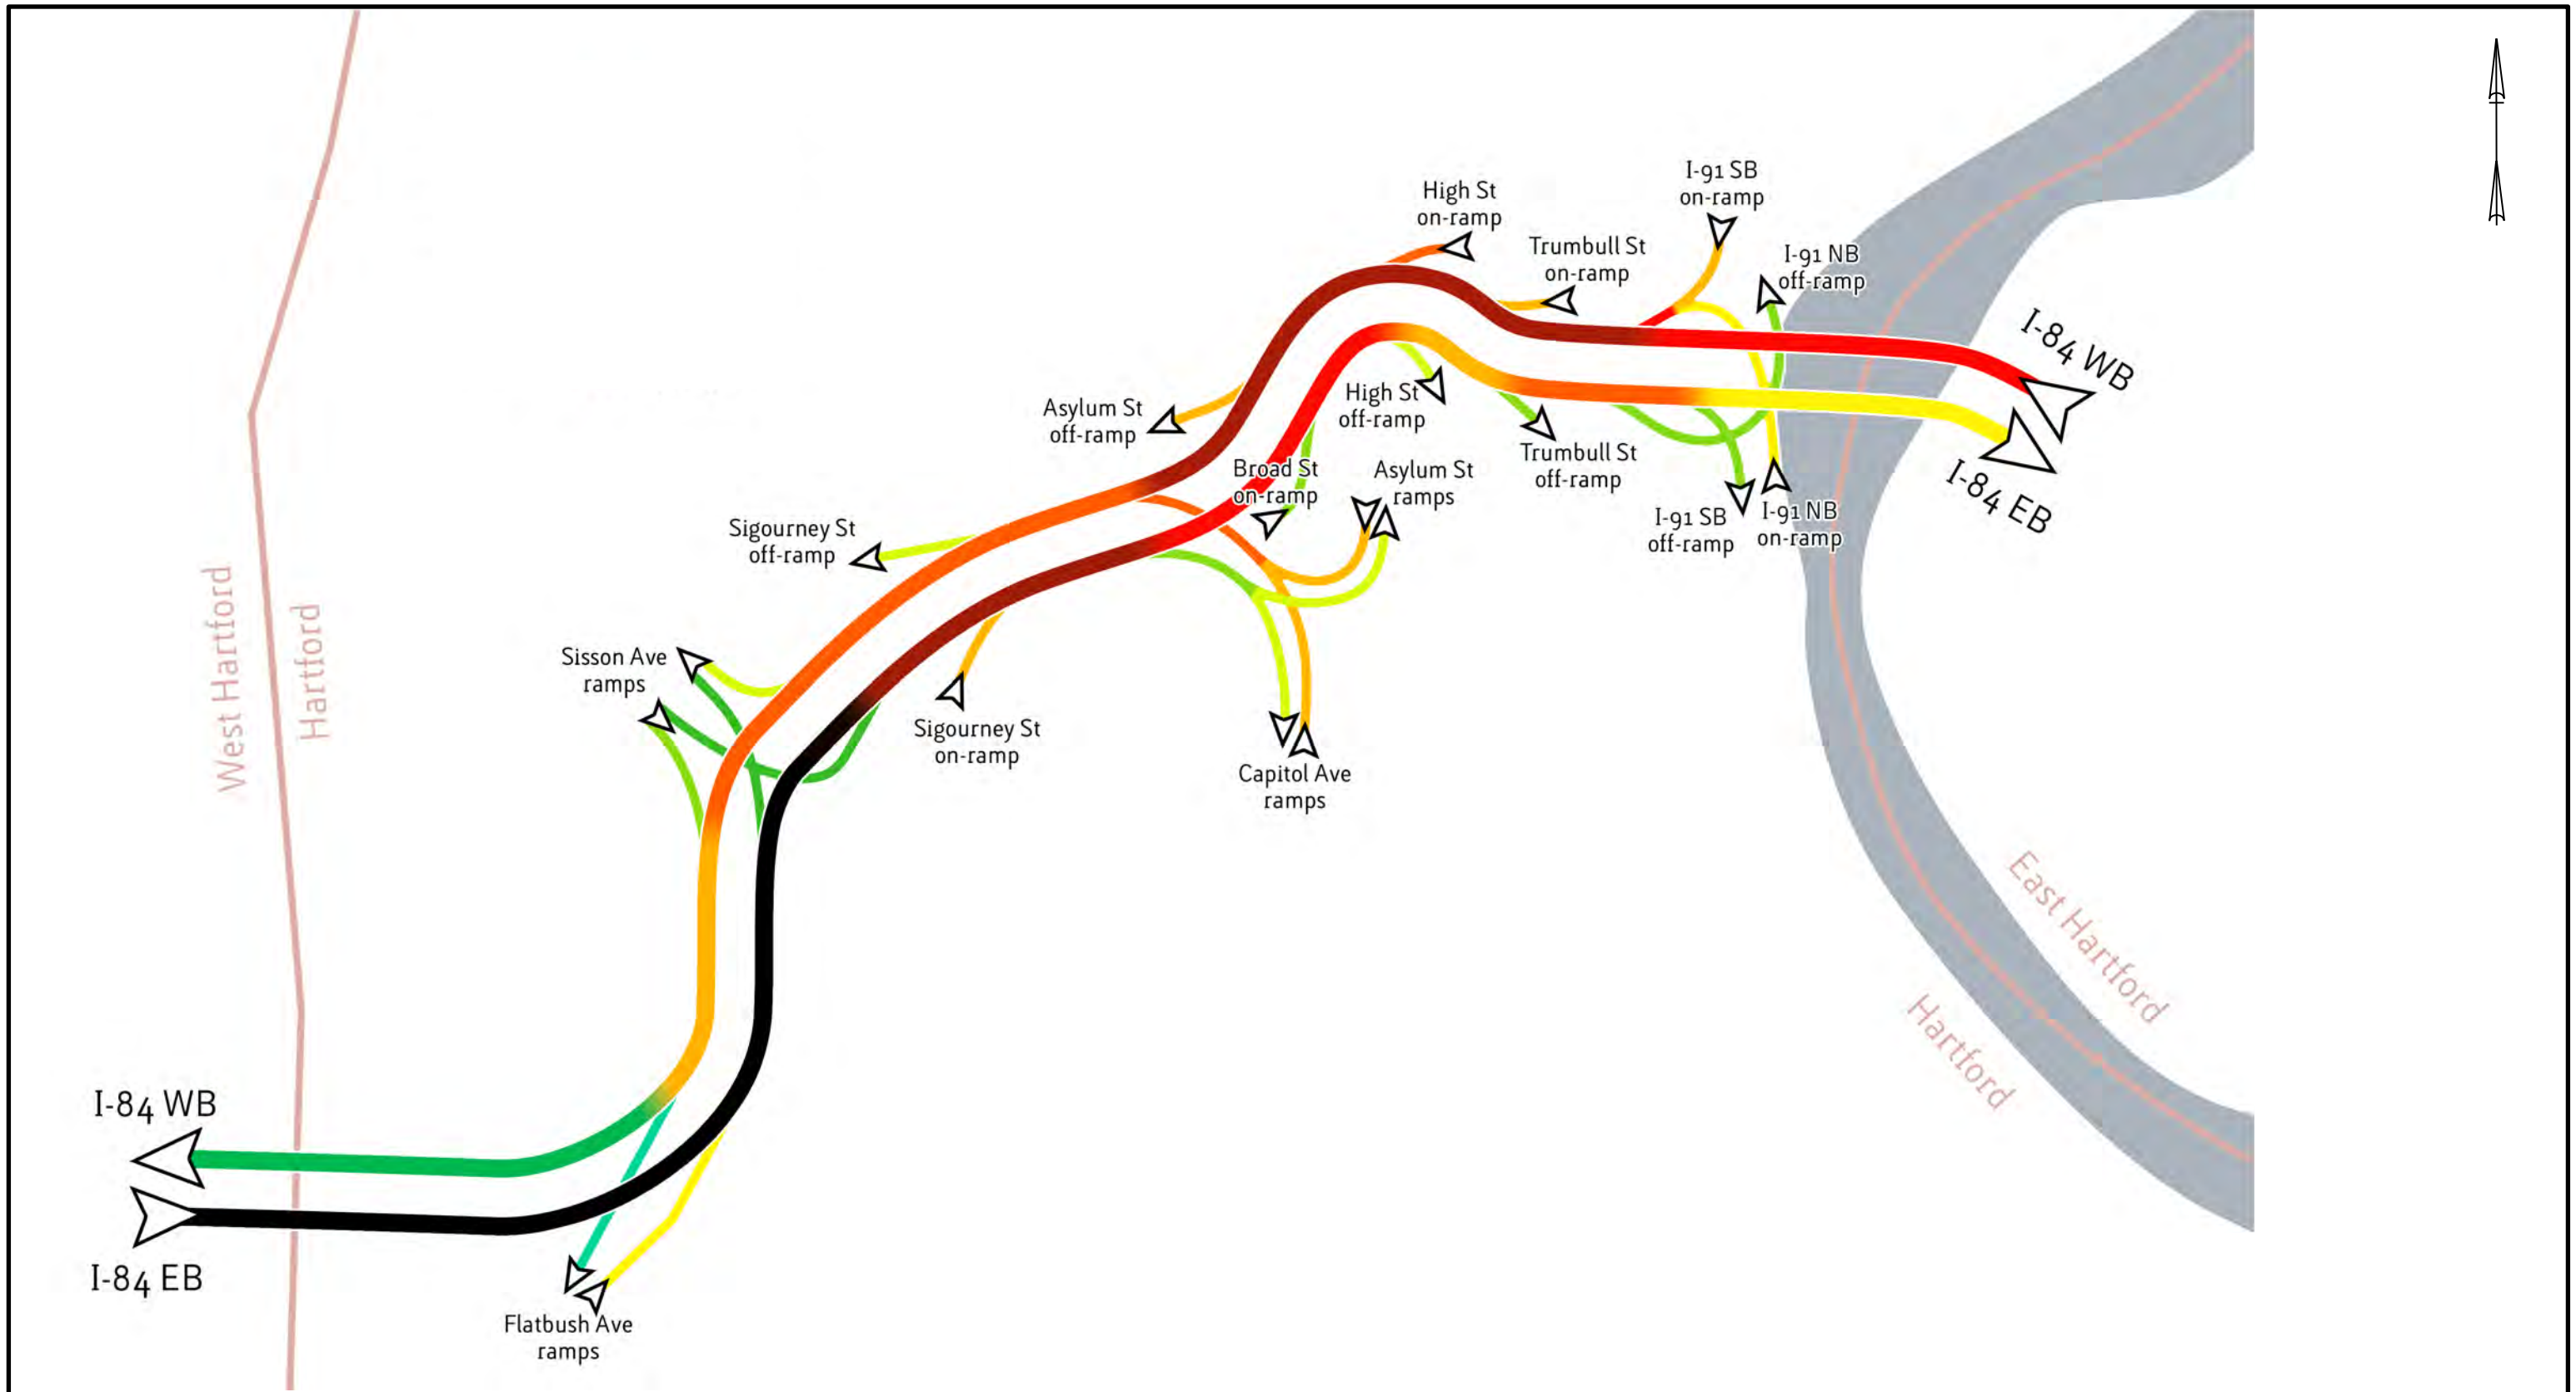 I-91 SB
on-ramp
High St
on-ramp
Trumbull St
on-ramp
I-91 NB
off-ramp
I-84 WB
Asylum St
off-ramp
High St
off-ramp
Trumbull St
off-ramp
Broad St
on-ramp
Asylum St
ramps
I-84 EB
I-91 SB
off-ramp
I-91 NB
on-ramp
Sigourney St
off-ramp
West Hartford
Hartford
Sisson Ave
ramps
Sigourney St
on-ramp
Capitol Ave
ramps
East Hartford
Hartford
I-84 WB
I-84 EB
Flatbush Ave
ramps